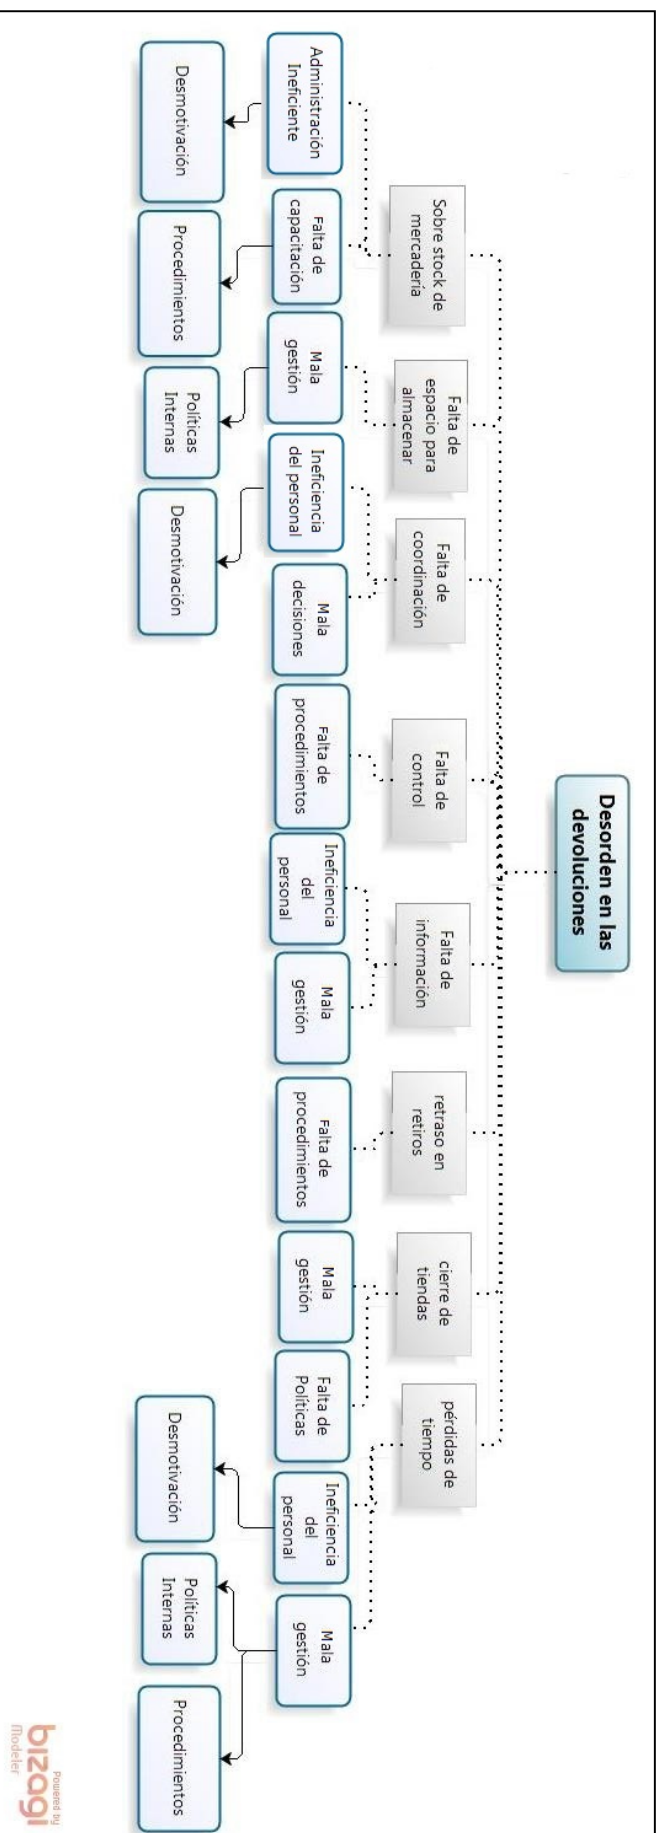 Desorden en las
devoluciones
Sobre stock de
mercadería
Falta de
espacio para
almacenar
Falta de
coordinación
Falta de
control
Falta de
información
retraso en
retiros
cierre de
tiendas
pérdidas de
tiempo
Administración
Ineficiente
Falta de
capacitación
Mala
gestión
Ineficiencia
del personal
Mala
decisiones
Falta de
procedimientos
Ineficiencia
del
personal
Mala
gestión
Falta de
procedimientos
Mala
gestión
Falta de
Políticas
Ineficiencia
del
personal
Mala
gestión
Desmotivación
Procedimientos
Políticas
Internas
Desmotivación
Desmotivación
Políticas
Internas
Procedimientos
Powered by
bizagi
Modeler